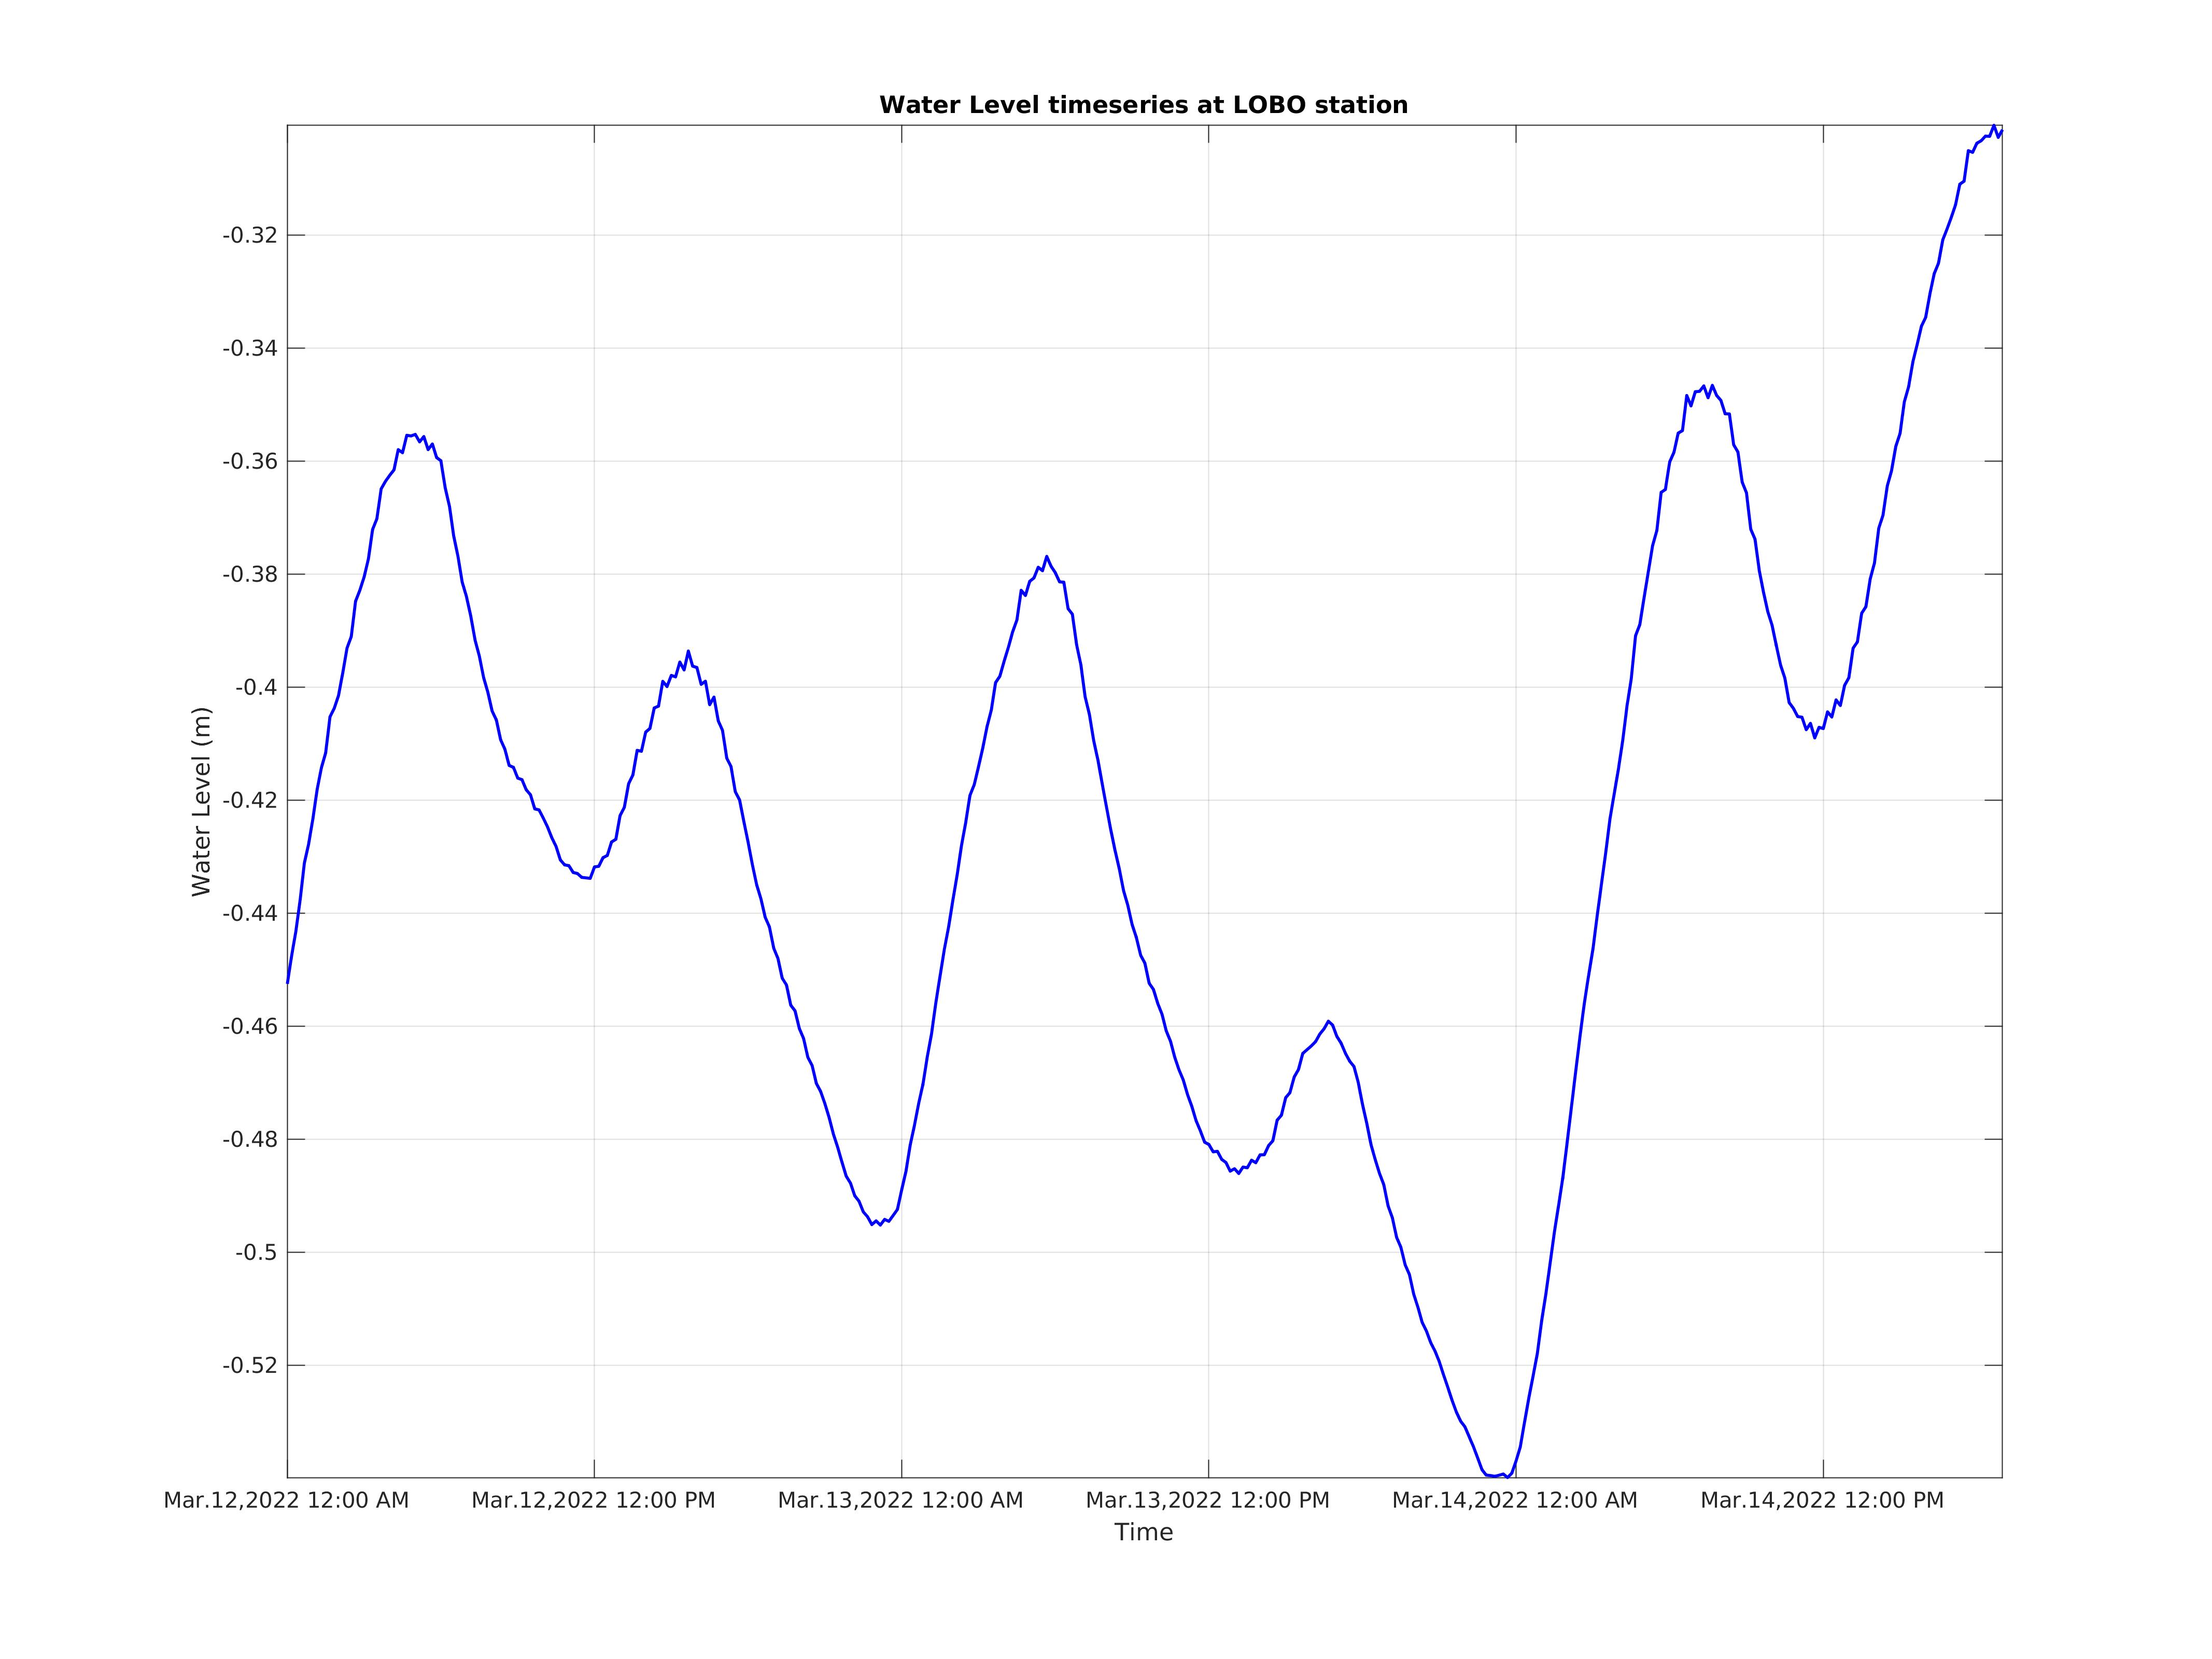 Water Level timeseries at LOBO station
-0.32
-0.34
-0.36
-0.38
-0.4
-0.42
-0.44
-0.46
-0.48
-0.5
-0.52
Water Level (m)
Mar.12,2022 12:00 AM
Mar.12,2022 12:00 PM
Mar.13,2022 12:00 AM
Mar.13,2022 12:00 PM
Mar.14,2022 12:00 AM
Mar.14,2022 12:00 PM
Time